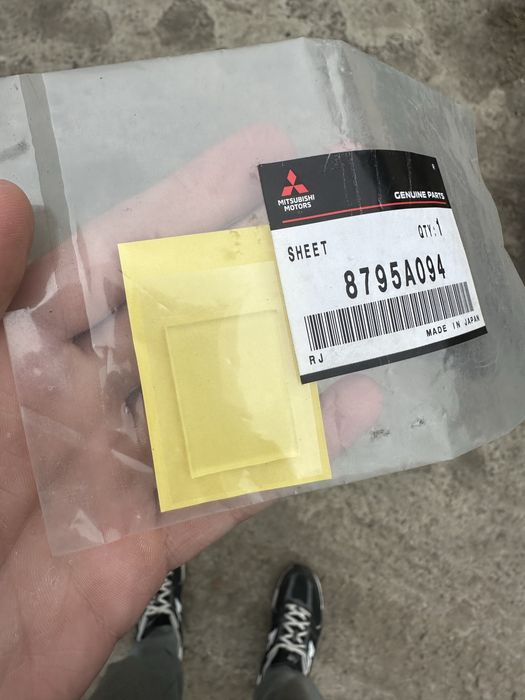 MITSUBISHI
MOTORS
GENUINE PARTS
SHEET
QTY:1
8795A094
MADE IN JAPAN
RJ